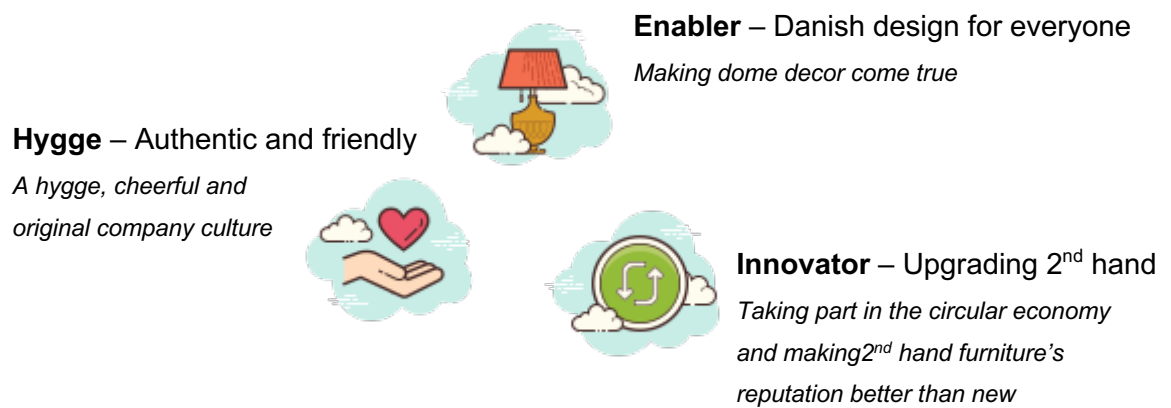 Enabler – Danish design for everyone
Making dome decor come true
Hygge – Authentic and friendly
A hygge, cheerful and
original company culture
Innovator – Upgrading 2nd hand
Taking part in the circular economy
and making2nd hand furniture's
reputation better than new